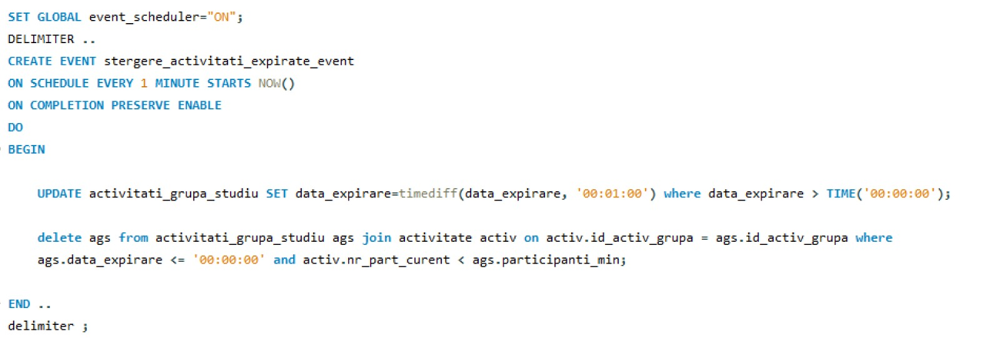 SET GLOBAL event_scheduler="ON";
DELIMITER ..
CREATE EVENT stergere_activitati_expirate_event
ON SCHEDULE EVERY 1 MINUTE STARTS NOW()
ON COMPLETION PRESERVE ENABLE
DO
BEGIN
UPDATE activitati_grupa_studiu SET data_expirare=timediff(data_expirare, '00:01:00') where data_expirare > TIME('00:00:00');
delete ags from activitati_grupa_studiu ags join activitate activ on activ.id_activ_grupa = ags.id_activ_grupa where
ags.data_expirare <= '00:00:00' and activ.nr_part_curent < ags.participanti_min;
END ..
delimiter ;